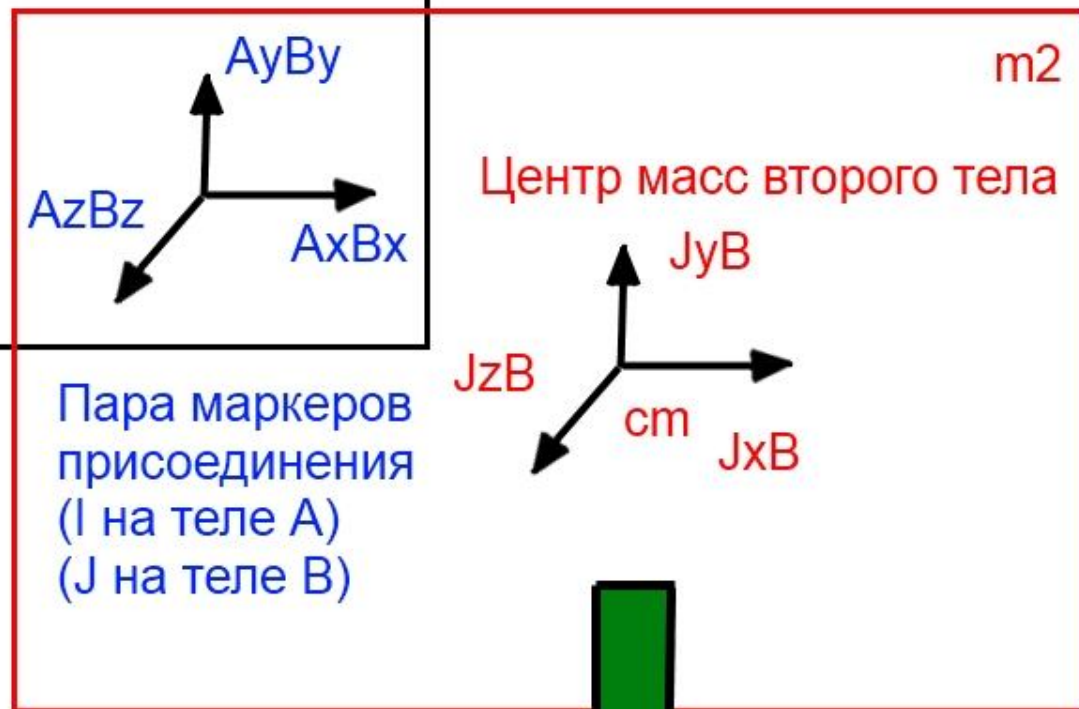 AyBy
m2
Центр масс второго тела
AzBz
AxBx
JyB
JzB
cm
JxB
Пара маркеров
присоединения
(I на теле A)
(J на теле B)